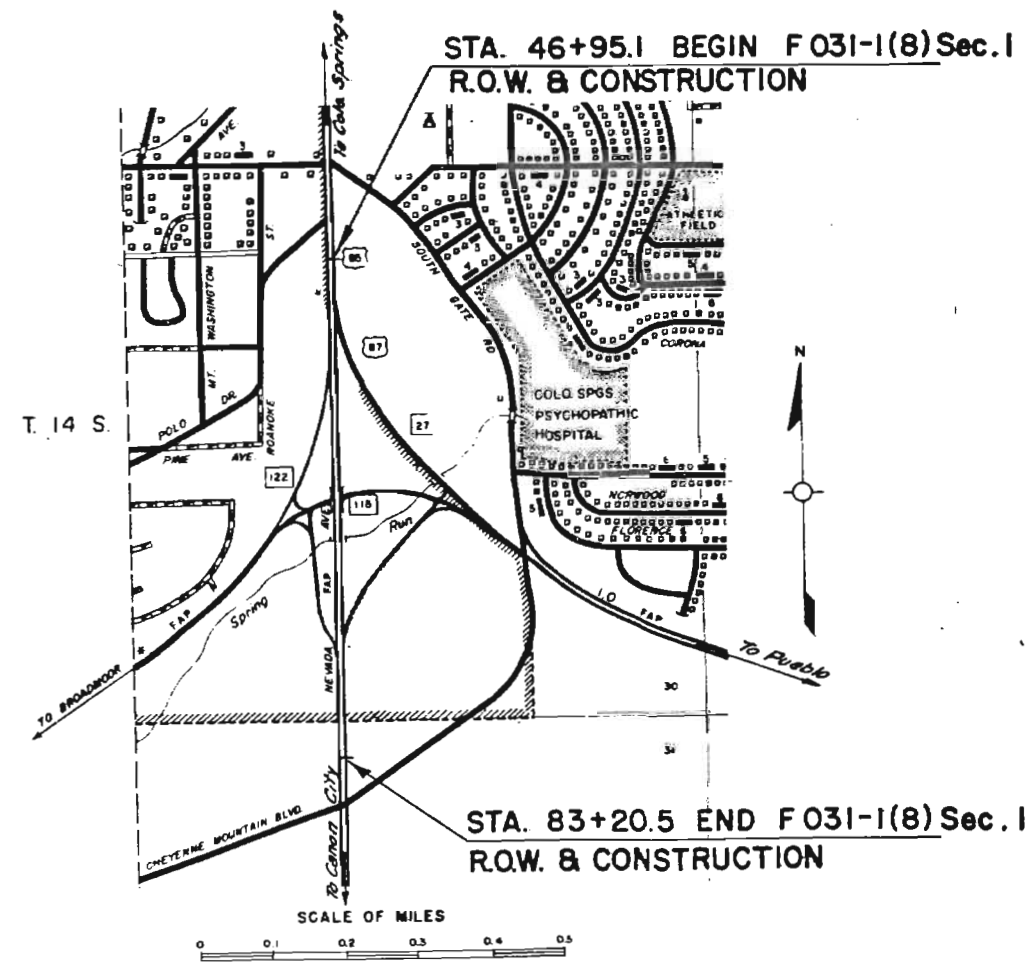 To Colo Springs
STA. 46+95.1 BEGIN F 031-1(8) Sec. 1
R.O.W. & CONSTRUCTION
AVE.
3
4
ATHLETIC
FIELD
ST.
85
SOUTH
GATE
RD
WASHINGTON
MT.
87
CORONA
N
T. 14 S.
POLO DR.
PINE AVE.
ROANOKE
27
COLO. SPGS
PSYCHOPATHIC
HOSPITAL
122
118
AVE
Run
NORWOOD
FLORENCE
FAP
Spring
FAP
NEVADA
1.0
FAP
To Pueblo
TO BROADMOOR
30
31
To Canon City
STA. 83+20.5 END F 031-1(8) Sec. 1
R.O.W. & CONSTRUCTION
CHEYENNE MOUNTAIN BLVD.
SCALE OF MILES
0 0.1 0.2 0.3 0.4 0.5